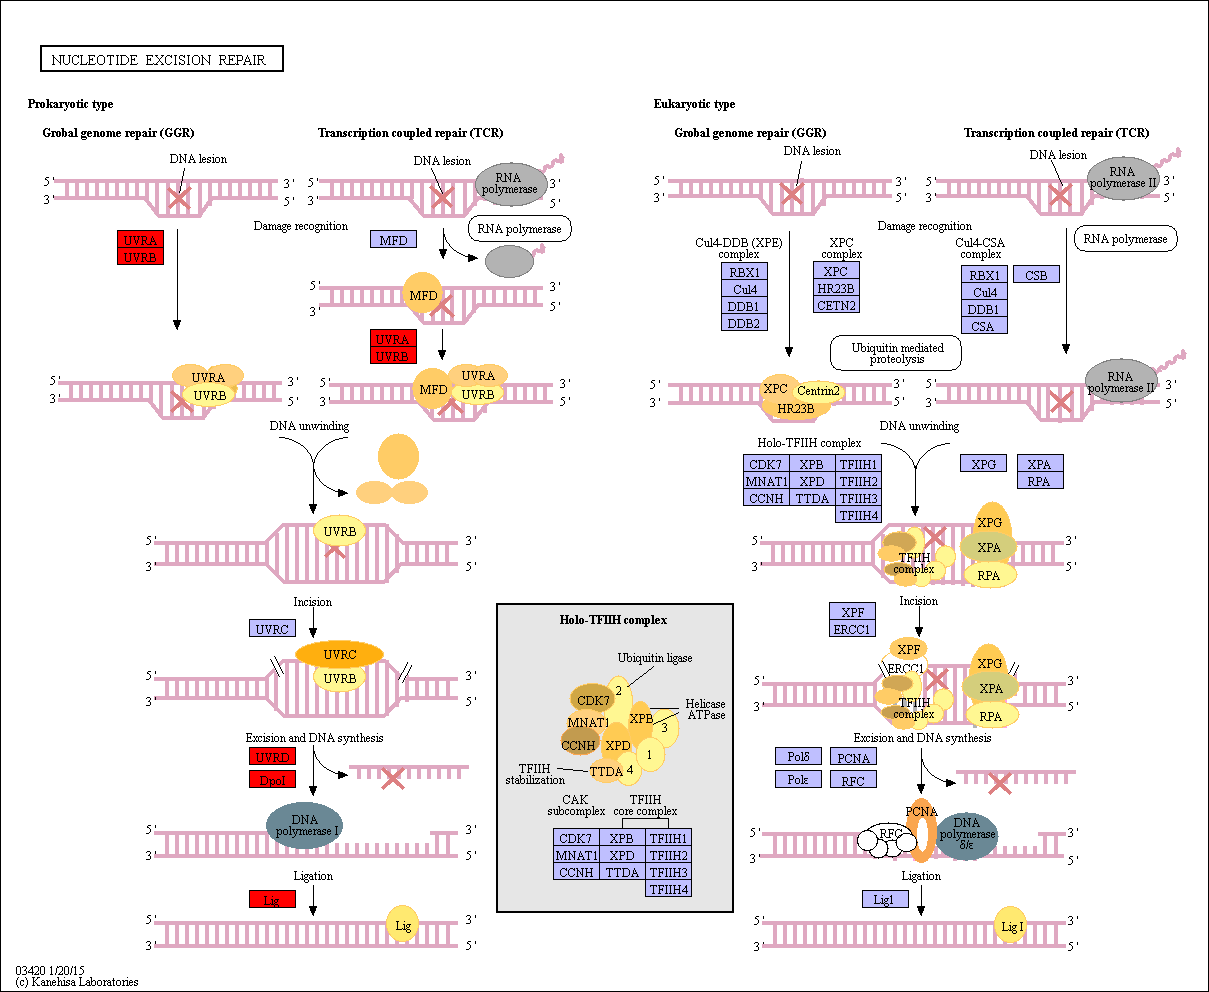 NUCLEOTIDE EXCISION REPAIR
Prokaryotic type
Grobal genome repair (GGR)
Transcription coupled repair (TCR)
DNA lesion
DNA lesion
RNA
polymerase
5'
3'
3'
5'
5'
3'
3'
5'
Damage recognition
UVRA
UVRB
MFD
RNA polymerase
MFD
5'
3'
3'
5'
UVRA
UVRB
UVRA
UVRB
MFD
UVRA
UVRB
5'
3'
3'
5'
5'
3'
3'
5'
DNA unwinding
UVRB
5'
3'
3'
5'
Incision
UVRC
UVRC
UVRB
5'
3'
3'
5'
Excision and DNA synthesis
UVRD
DpoI
DNA
polymerase I
5'
3'
3'
5'
Ligation
Lig
Lig
5'
3'
3'
5'
Holo-TFIIH complex
Ubiquitin ligase
CDK7
2
MNAT1
XPB
Helicase
ATPase
3
CCNH
XPD
1
TFIIH
stabilization
TTDA
4
CAK
subcomplex
TFIIH
core complex
CDK7
XPB
TFIIH1
MNAT1
XPD
TFIIH2
CCNH
TTDA
TFIIH3
TFIIH4
Eukaryotic type
Grobal genome repair (GGR)
Transcription coupled repair (TCR)
DNA lesion
DNA lesion
RNA
polymerase II
5'
3'
3'
5'
5'
3'
3'
5'
Damage recognition
Cul4-DDB (XPE)
complex
RBX1
Cul4
DDB1
DDB2
XPC
complex
XPC
HR23B
CETN2
Cul4-CSA
complex
RBX1
Cul4
DDB1
CSA
CSB
RNA polymerase
Ubiquitin mediated
proteolysis
XPC
Centrin2
HR23B
RNA
polymerase II
5'
3'
3'
5'
5'
3'
3'
5'
DNA unwinding
Holo-TFIIH complex
CDK7
XPB
TFIIH1
MNAT1
XPD
TFIIH2
CCNH
TTDA
TFIIH3
TFIIH4
XPG
XPA
RPA
XPG
XPA
RPA
TFIIH
complex
5'
3'
3'
5'
Incision
XPF
ERCC1
XPF
ERCC1
XPG
XPA
RPA
TFIIH
complex
5'
3'
3'
5'
Excision and DNA synthesis
Polδ
PCNA
Polε
RFC
PCNA
RFC
DNA
polymerase
δ/ε
5'
3'
3'
5'
Ligation
Lig1
Lig I
5'
3'
3'
5'
03420 1/20/15
(c) Kanehisa Laboratories